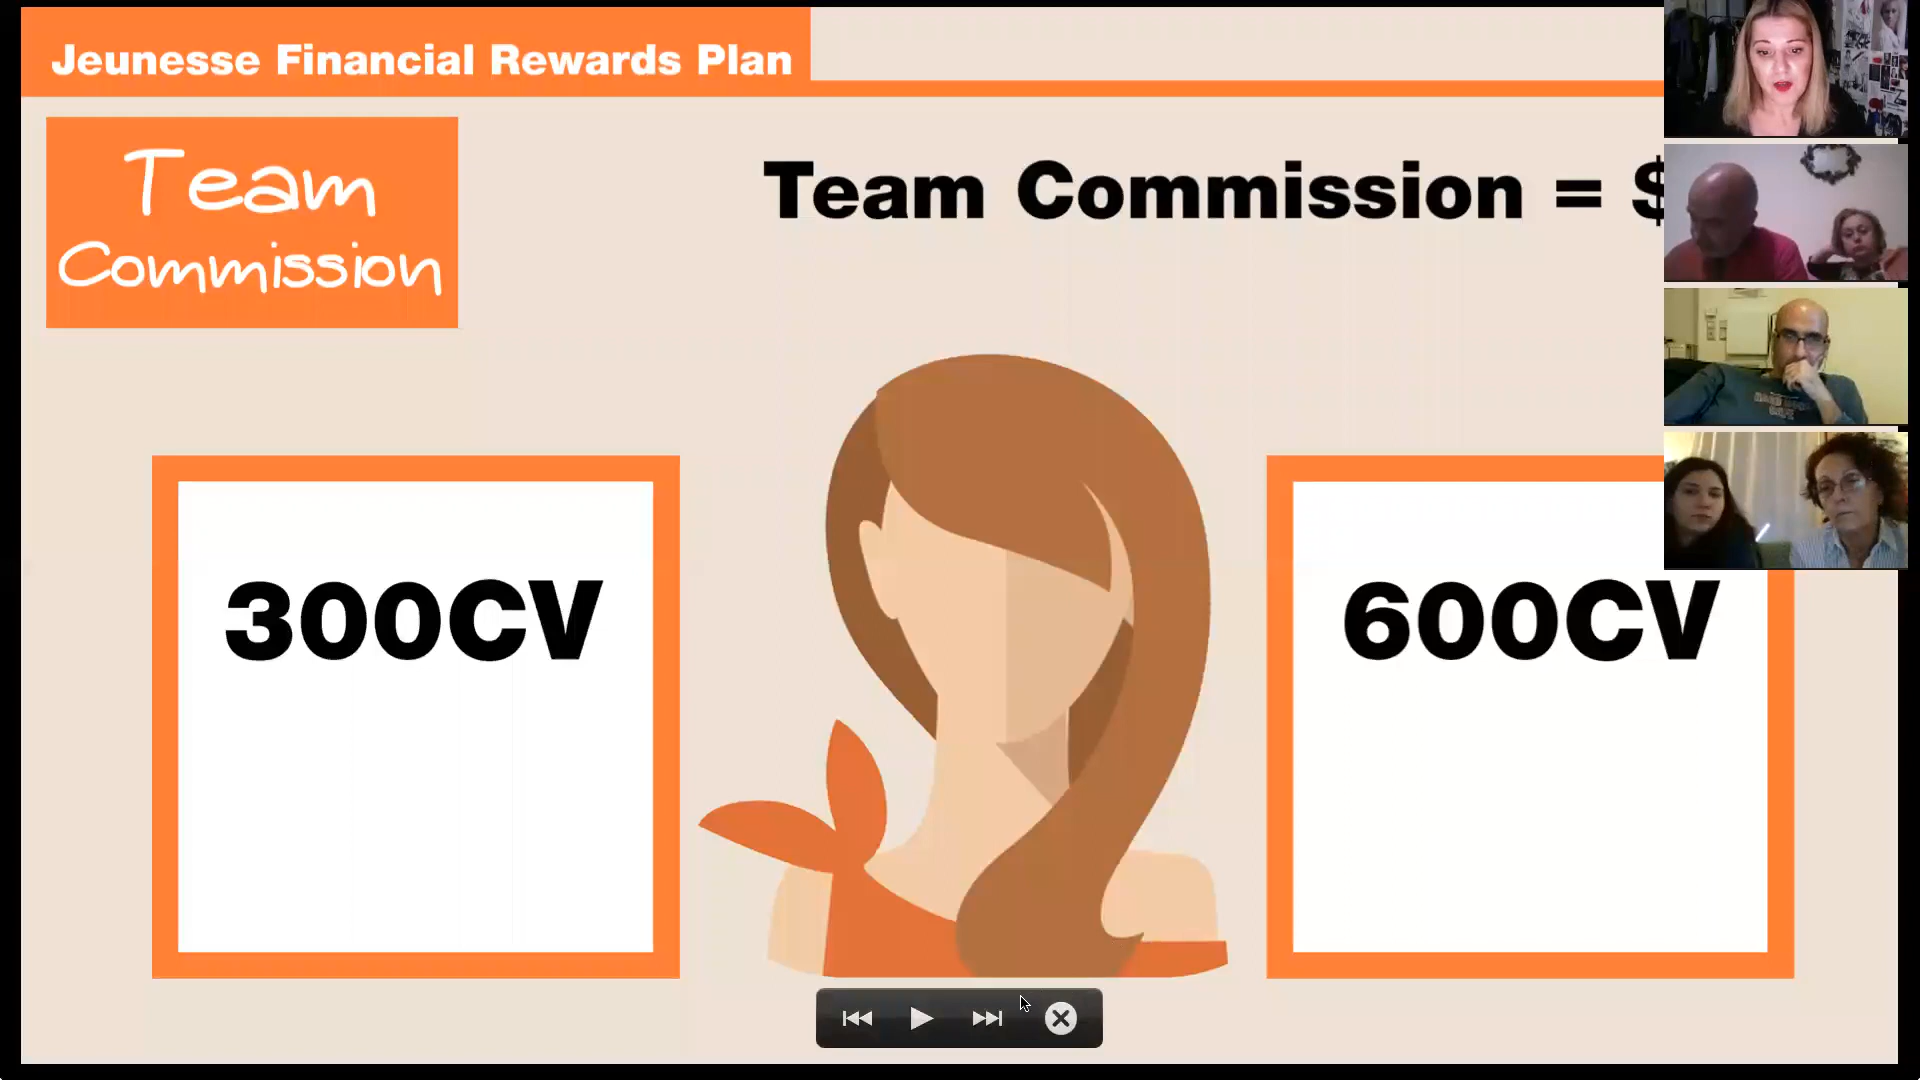 Jeunesse Financial Rewards Plan
Team
Commission
Team Commission = $
300CV
600CV